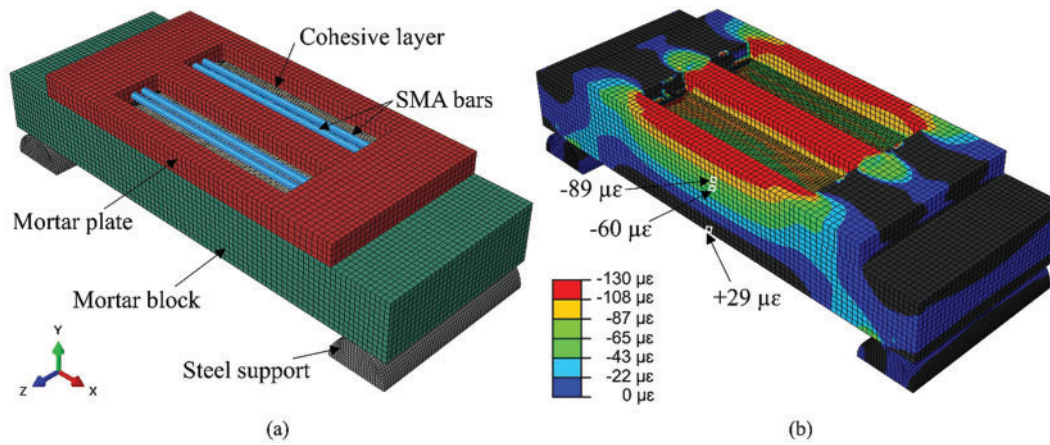 Cohesive layer
SMA bars
Mortar plate
Mortar block
Steel support
Y
Z
X
(a)
-89 με
-60 με
+29 με
-130 με
-108 με
-87 με
-65 με
-43 με
-22 με
0 με
(b)